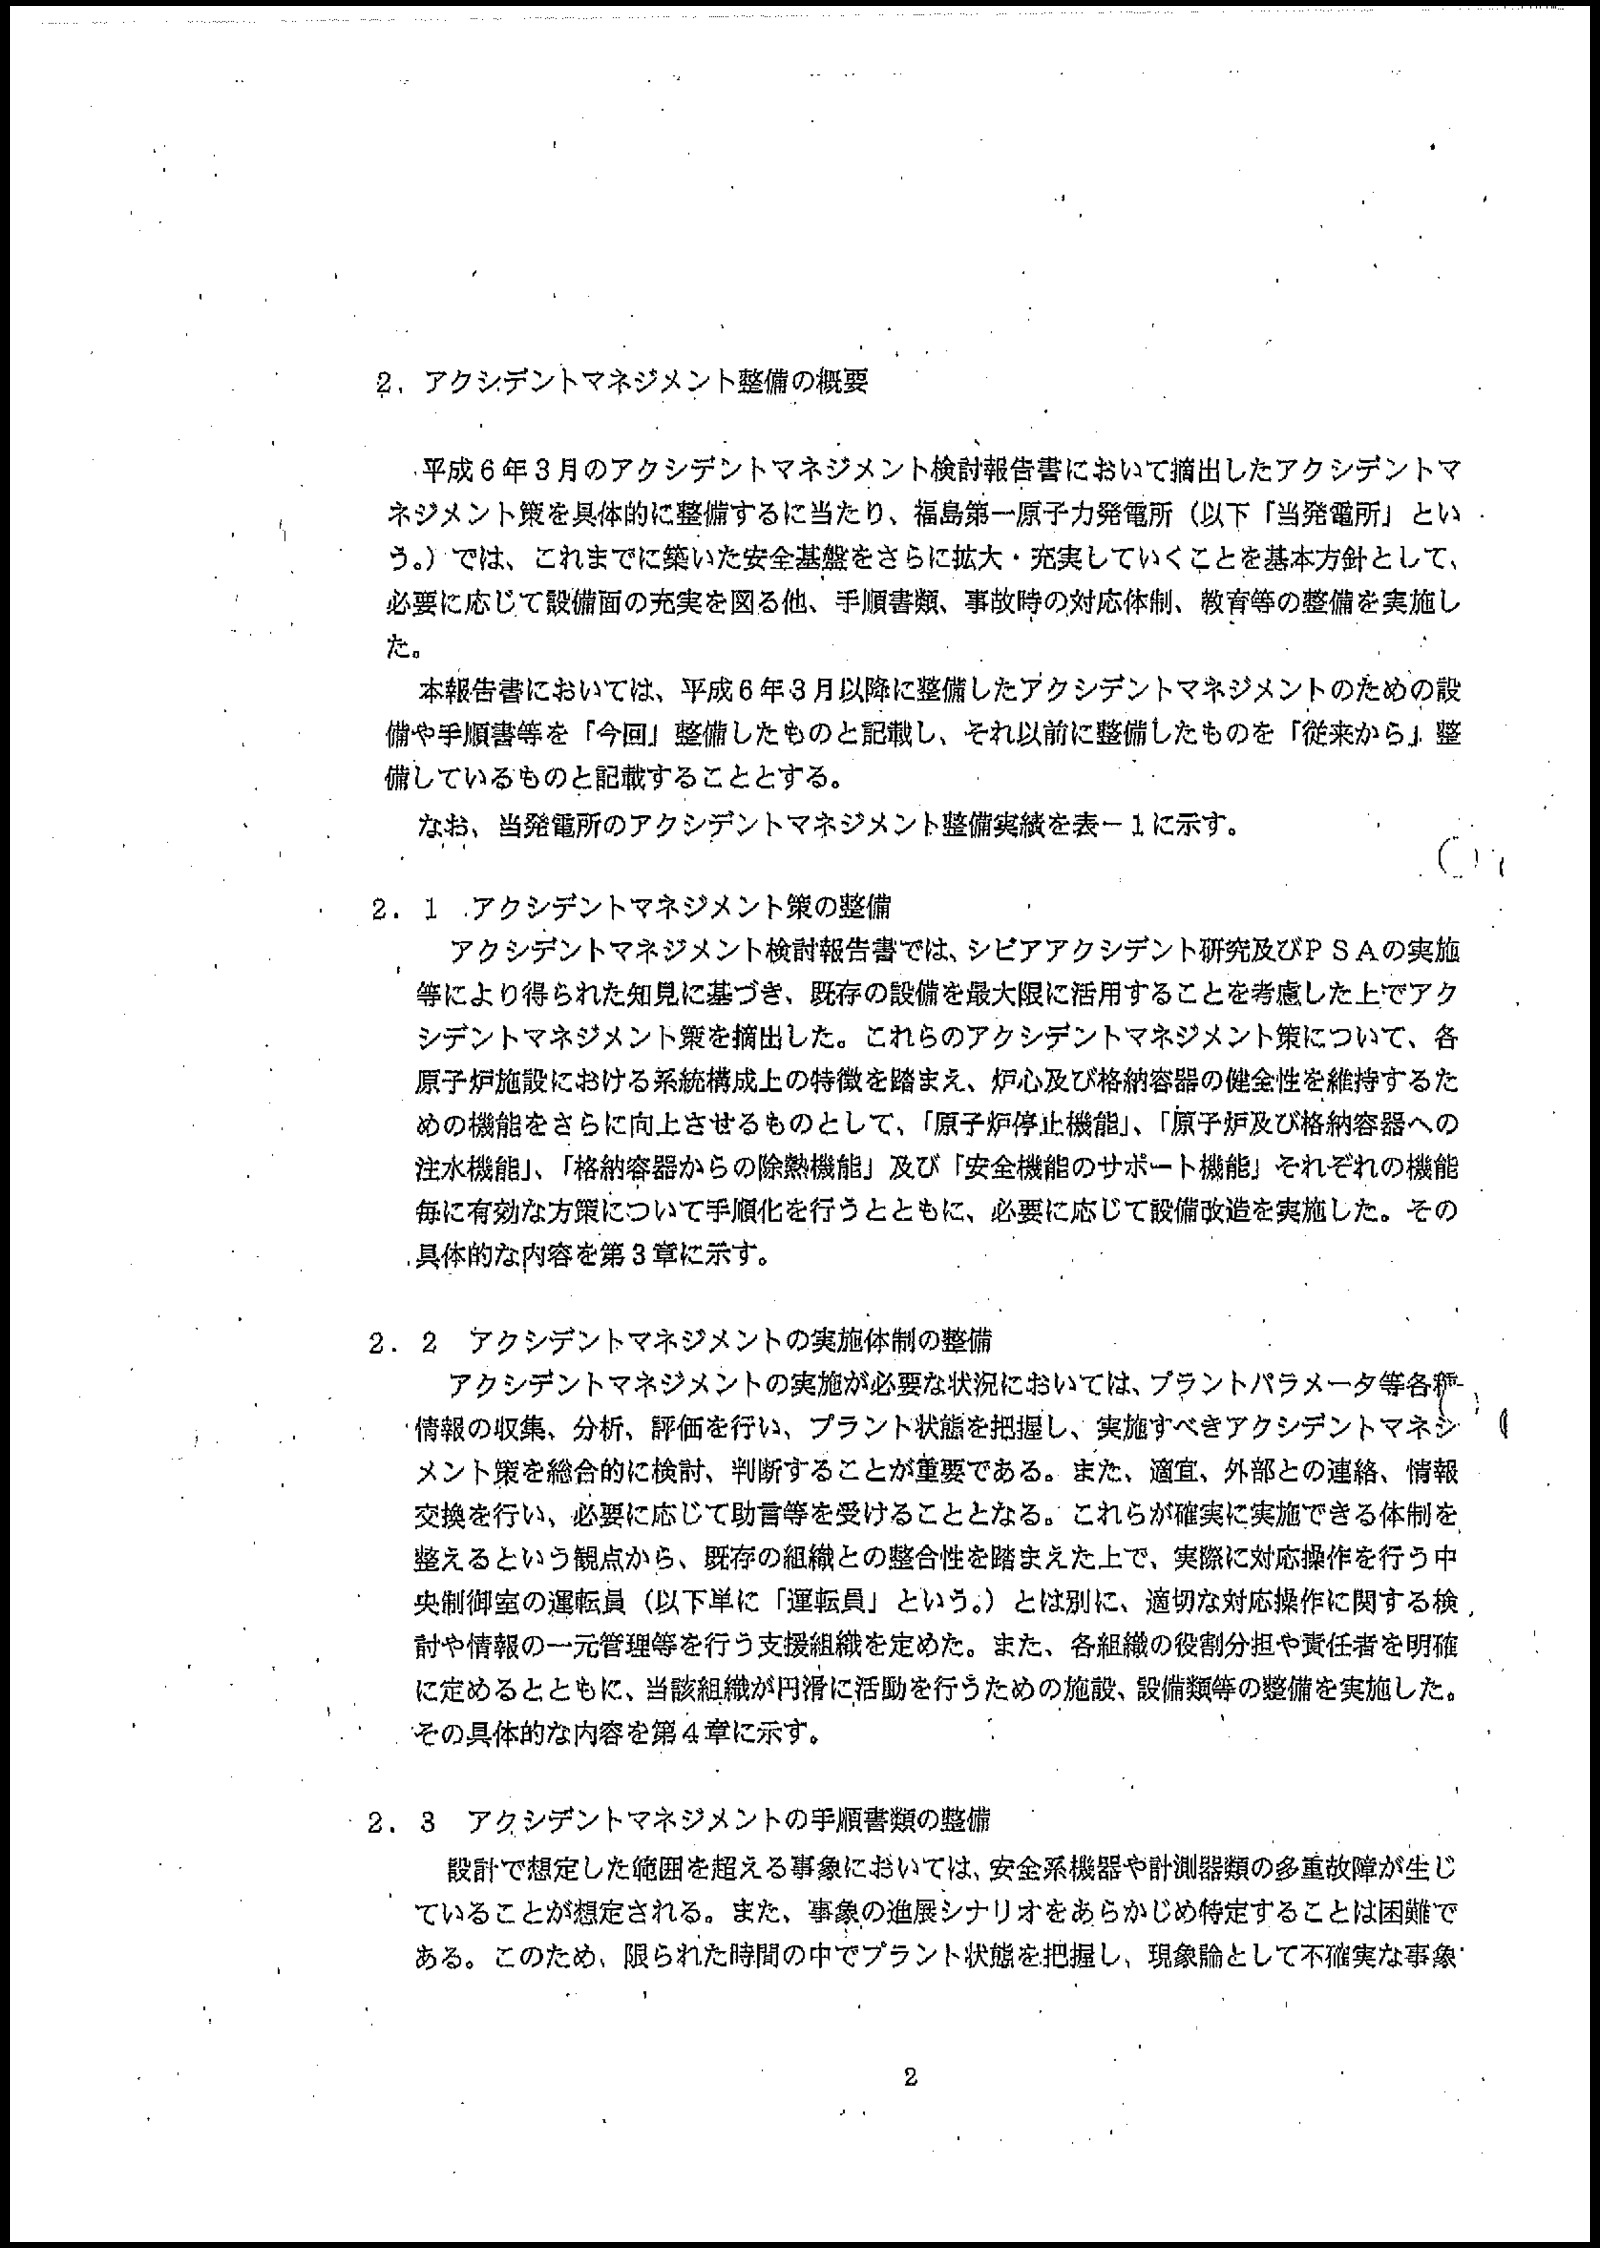 2．アクシデントマネジメント整備の概要
平成６年３月のアクシデントマネジメント検討報告書において摘出したアクシデントマ
ネジメント策を具体的に整備するに当たり、福島第一原子力発電所（以下「当発電所」とい
う。）では、これまでに築いた安全基盤をさらに拡大・充実していくことを基本方針として、
必要に応じて設備面の充実を図る他、手順書類、事故時の対応体制、教育等の整備を実施し
た。
本報告書においては、平成６年３月以降に整備したアクシデントマネジメントのための設
備や手順書等を「今回」整備したものと記載し、それ以前に整備したものを「従来から」整
備しているものと記載することとする。
なお、当発電所のアクシデントマネジメント整備実績を表－１に示す。
２．１　アクシデントマネジメント策の整備
アクシデントマネジメント検討報告書では、シビアアクシデント研究及びＰＳＡの実施
等により得られた知見に基づき、既存の設備を最大限に活用することを考慮した上でアク
シデントマネジメント策を摘出した。これらのアクシデントマネジメント策について、各
原子炉施設における系統構成上の特徴を踏まえ、炉心及び格納容器の健全性を維持するた
めの機能をさらに向上させるものとして、「原子炉停止機能」、「原子炉及び格納容器への
注水機能」、「格納容器からの除熱機能」及び「安全機能のサポート機能」それぞれの機能
毎に有効な方策について手順化を行うとともに、必要に応じて設備改造を実施した。その
具体的な内容を第３章に示す。
２．２　アクシデントマネジメントの実施体制の整備
アクシデントマネジメントの実施が必要な状況においては、プラントパラメータ等各種
情報の収集、分析、評価を行い、プラント状態を把握し、実施すべきアクシデントマネジ
メント策を総合的に検討、判断することが重要である。また、適宜、外部との連絡、情報
交換を行い、必要に応じて助言等を受けることとなる。これらが確実に実施できる体制を
整えるという観点から、既存の組織との整合性を踏まえた上で、実際に対応操作を行う中
央制御室の運転員（以下単に「運転員」という。）とは別に、適切な対応操作に関する検
討や情報の一元管理等を行う支援組織を定めた。また、各組織の役割分担や責任者を明確
に定めるとともに、当該組織が円滑に活動を行うための施設、設備類等の整備を実施した。
その具体的な内容を第４章に示す。
２．３　アクシデントマネジメントの手順書類の整備
設計で想定した範囲を超える事象においては、安全系機器や計測器類の多重故障が生じ
ていることが想定される。また、事象の進展シナリオをあらかじめ特定することは困難で
ある。このため、限られた時間の中でプラント状態を把握し、現象論として不確実な事象
2